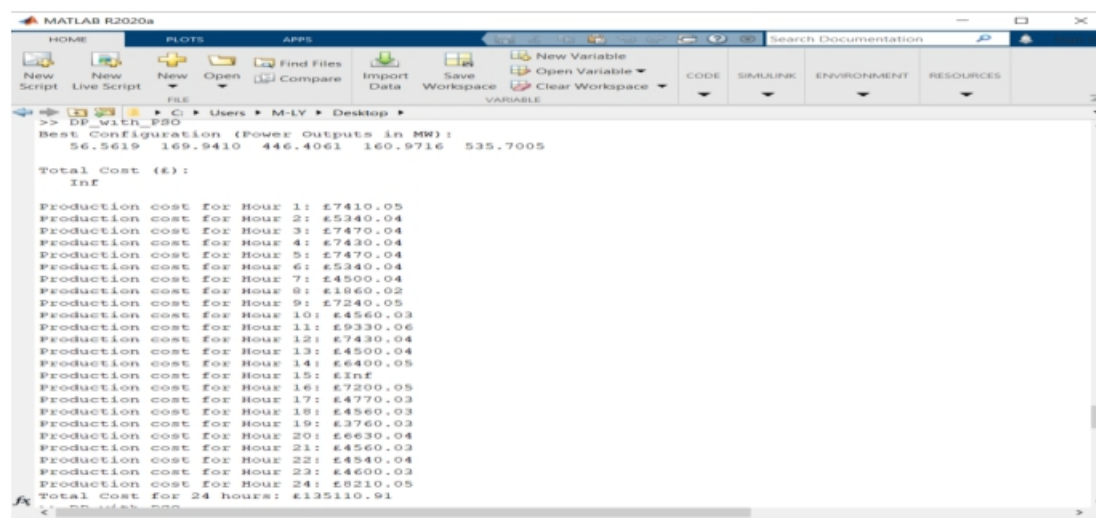 MATLAB R2020a
HOME PLOTS APPS Search Documentation
New Script New Live Script New Open Find Files Compare Import Data Save Workspace New Variable Open Variable Clear Workspace CODE SIMULINK ENVIRONMENT RESOURCES
FILE VARIABLE
C: Users M-LY Desktop
>> DP_with_PSO
Best Configuration (Power Outputs in MW):
56.5619 169.9410 446.4061 160.9716 535.7005
Total Cost (£):
Inf
Production cost for Hour 1: £7410.05
Production cost for Hour 2: £5340.04
Production cost for Hour 3: £7470.04
Production cost for Hour 4: £7430.04
Production cost for Hour 5: £7470.04
Production cost for Hour 6: £5340.04
Production cost for Hour 7: £4500.04
Production cost for Hour 8: £1860.02
Production cost for Hour 9: £7240.05
Production cost for Hour 10: £4560.03
Production cost for Hour 11: £9330.06
Production cost for Hour 12: £7430.04
Production cost for Hour 13: £4500.04
Production cost for Hour 14: £6400.05
Production cost for Hour 15: £Inf
Production cost for Hour 16: £7200.05
Production cost for Hour 17: £4770.03
Production cost for Hour 18: £4560.03
Production cost for Hour 19: £3760.03
Production cost for Hour 20: £6630.04
Production cost for Hour 21: £4560.03
Production cost for Hour 22: £4540.04
Production cost for Hour 23: £4600.03
Production cost for Hour 24: £8210.05
fx Total Cost for 24 hours: £135110.91